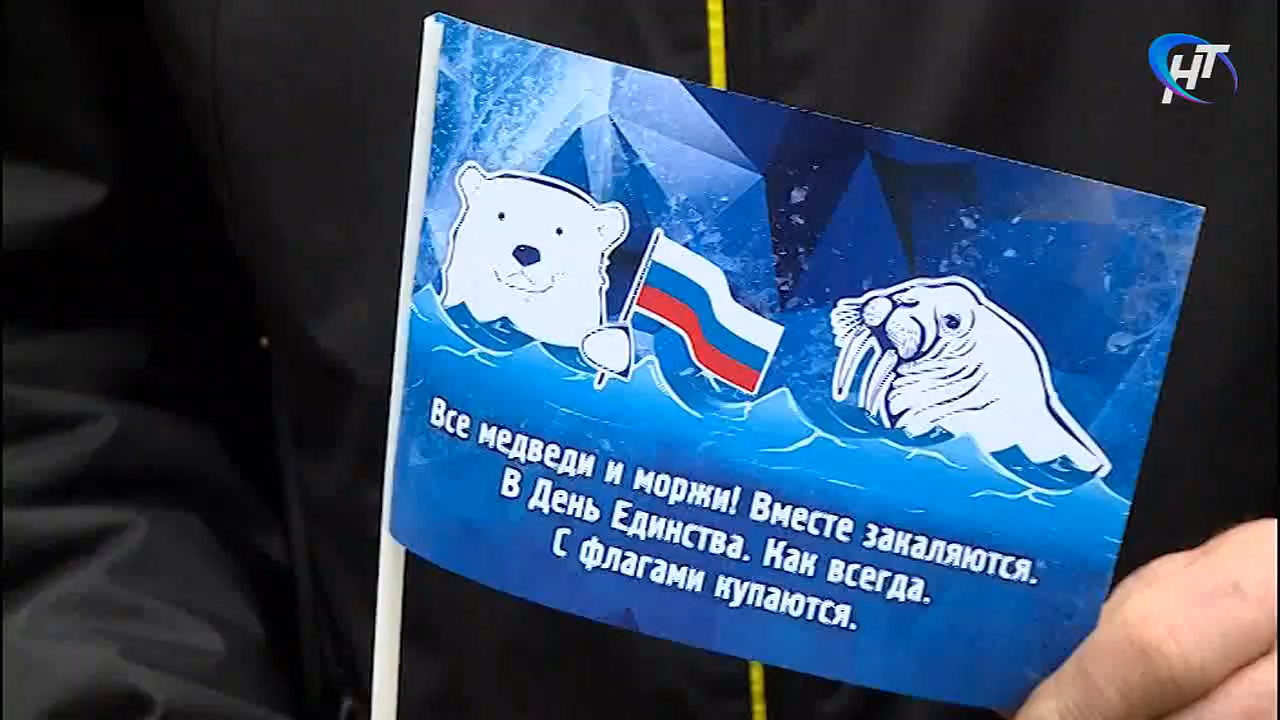 НТ
Все медведи и моржи! Вместе закаляются.
В День Единства. Как всегда.
С флагами купаются.